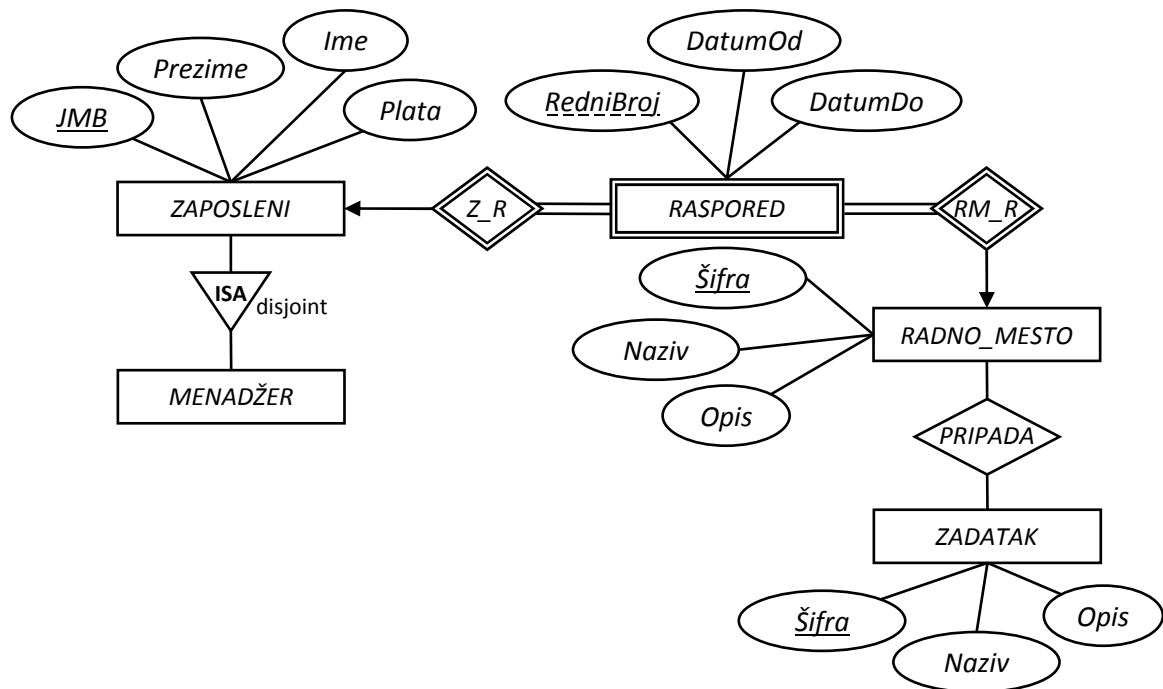 Ime
DatumOd
Prezime
RedniBroj
DatumDo
JMB
Plata
ZAPOSLENI
Z_R
RASPORED
RM_R
Šifra
ISA
disjoint
RADNO_MESTO
Naziv
MENADŽER
Opis
PRIPADA
ZADATAK
Šifra
Opis
Naziv